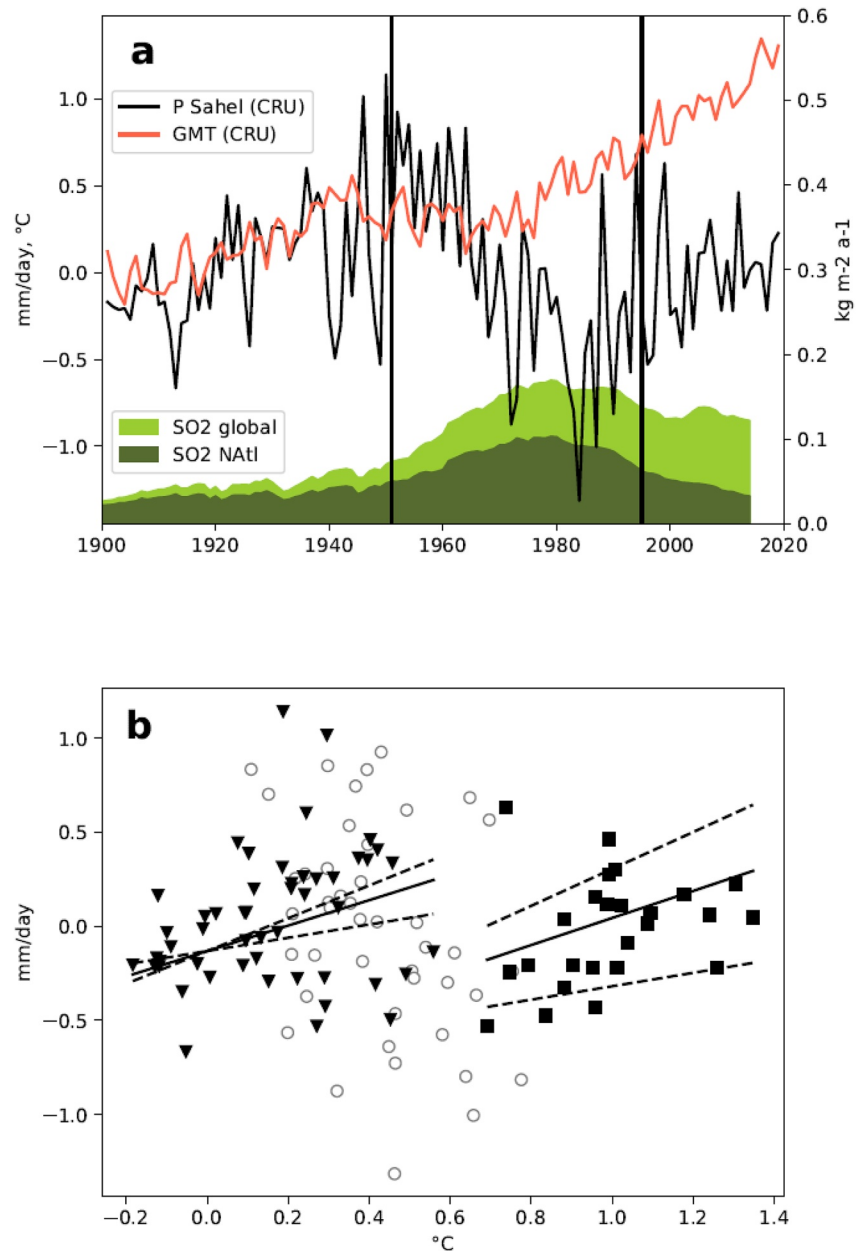 a
P Sahel (CRU)
GMT (CRU)
SO2 global
SO2 NAtl
mm/day, °C
1.0
0.5
0.0
−0.5
−1.0
kg m-2 a-1
0.6
0.5
0.4
0.3
0.2
0.1
0.0
1900 1920 1940 1960 1980 2000 2020
b
mm/day
1.0
0.5
0.0
−0.5
−1.0
−0.2 0.0 0.2 0.4 0.6 0.8 1.0 1.2 1.4
°C